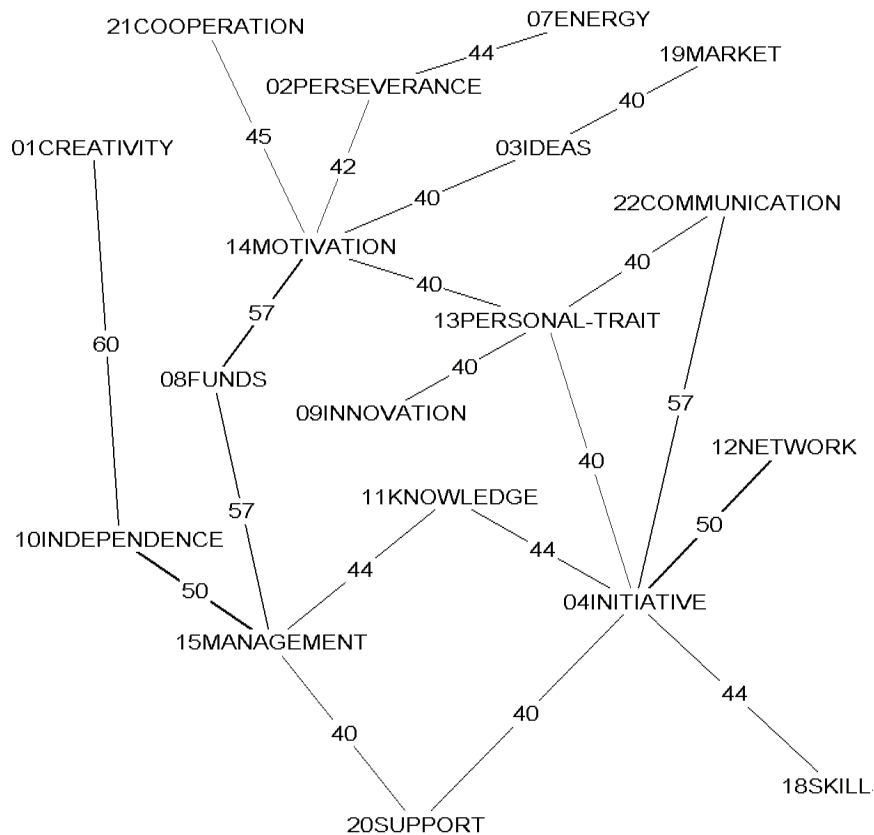 07ENERGY
21COOPERATION
44
19MARKET
02PERSEVERANCE
40
45
01CREATIVITY
03IDEAS
42
40
22COMMUNICATION
14MOTIVATION
40
40
57
13PERSONAL-TRAIT
60
40
08FUNDS
57
09INNOVATION
12NETWORK
40
11KNOWLEDGE
57
50
10INDEPENDENCE
44
44
50
04INITIATIVE
15MANAGEMENT
44
40
40
18SKILL
20SUPPORT